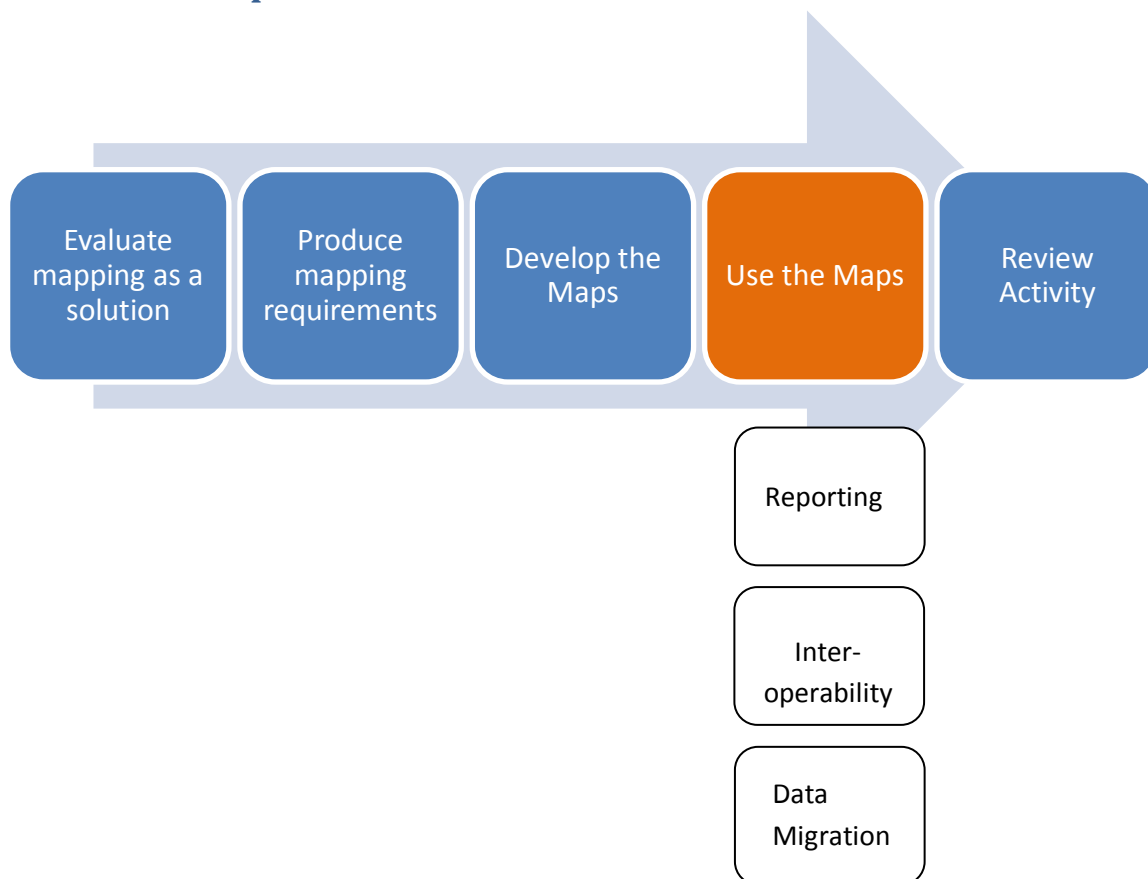 Evaluate
mapping as a
solution
Produce
mapping
requirements
Develop the
Maps
Use the Maps
Review
Activity
Reporting
Inter-
operability
Data
Migration